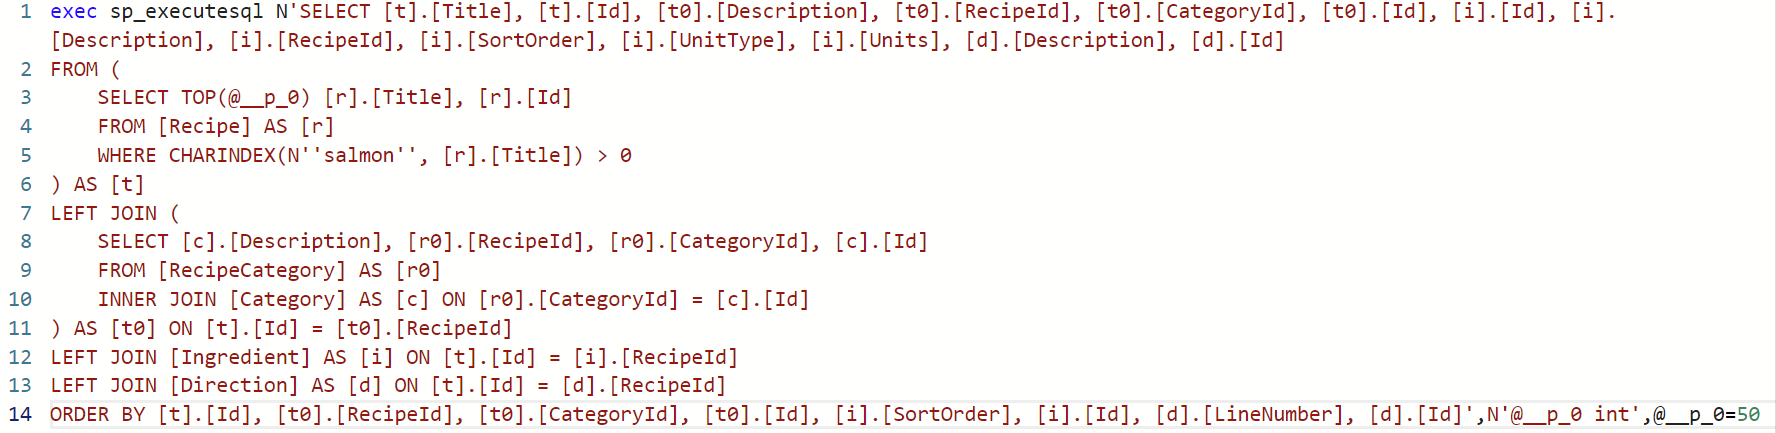 1 exec sp_executesql N'SELECT [t].[Title], [t].[Id], [t0].[Description], [t0].[RecipeId], [t0].[CategoryId], [t0].[Id], [i].[Id], [i].
[Description], [i].[RecipeId], [i].[SortOrder], [i].[UnitType], [i].[Units], [d].[Description], [d].[Id]
2 FROM (
3     SELECT TOP(@__p_0) [r].[Title], [r].[Id]
4     FROM [Recipe] AS [r]
5     WHERE CHARINDEX(N''salmon'', [r].[Title]) > 0
6 ) AS [t]
7 LEFT JOIN (
8     SELECT [c].[Description], [r0].[RecipeId], [r0].[CategoryId], [c].[Id]
9     FROM [RecipeCategory] AS [r0]
10     INNER JOIN [Category] AS [c] ON [r0].[CategoryId] = [c].[Id]
11 ) AS [t0] ON [t].[Id] = [t0].[RecipeId]
12 LEFT JOIN [Ingredient] AS [i] ON [t].[Id] = [i].[RecipeId]
13 LEFT JOIN [Direction] AS [d] ON [t].[Id] = [d].[RecipeId]
14 ORDER BY [t].[Id], [t0].[RecipeId], [t0].[CategoryId], [t0].[Id], [i].[SortOrder], [i].[Id], [d].[LineNumber], [d].[Id]',N'@__p_0 int',@__p_0=50